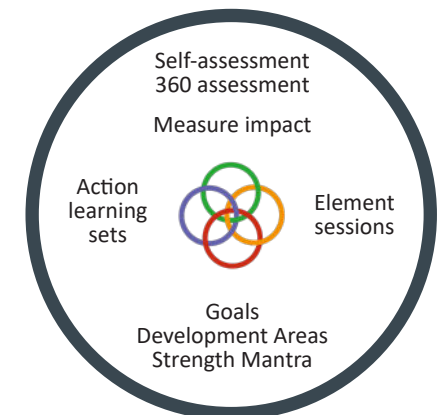 Self-assessment
360 assessment
Measure impact
Action
learning
sets
Element
sessions
Goals
Development Areas
Strength Mantra